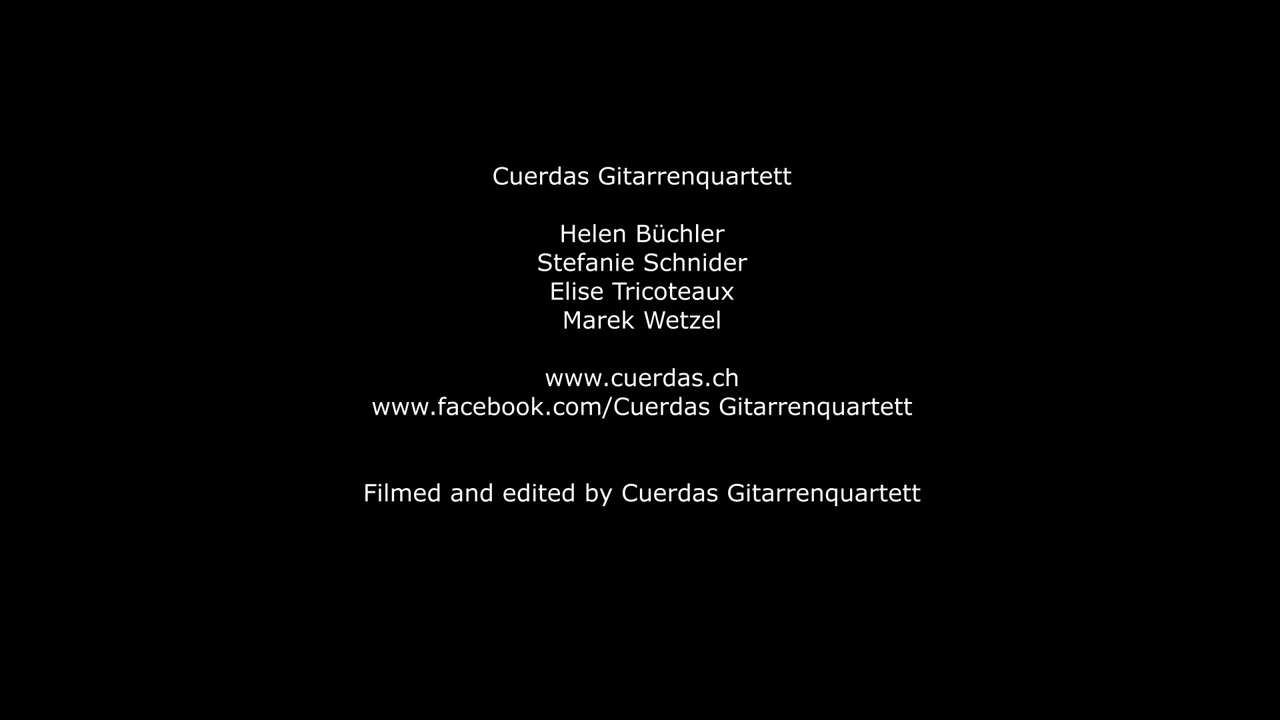 Cuerdas Gitarrenquartett
Helen Büchler
Stefanie Schnider
Elise Tricoteaux
Marek Wetzel
www.cuerdas.ch
www.facebook.com/Cuerdas Gitarrenquartett
Filmed and edited by Cuerdas Gitarrenquartett